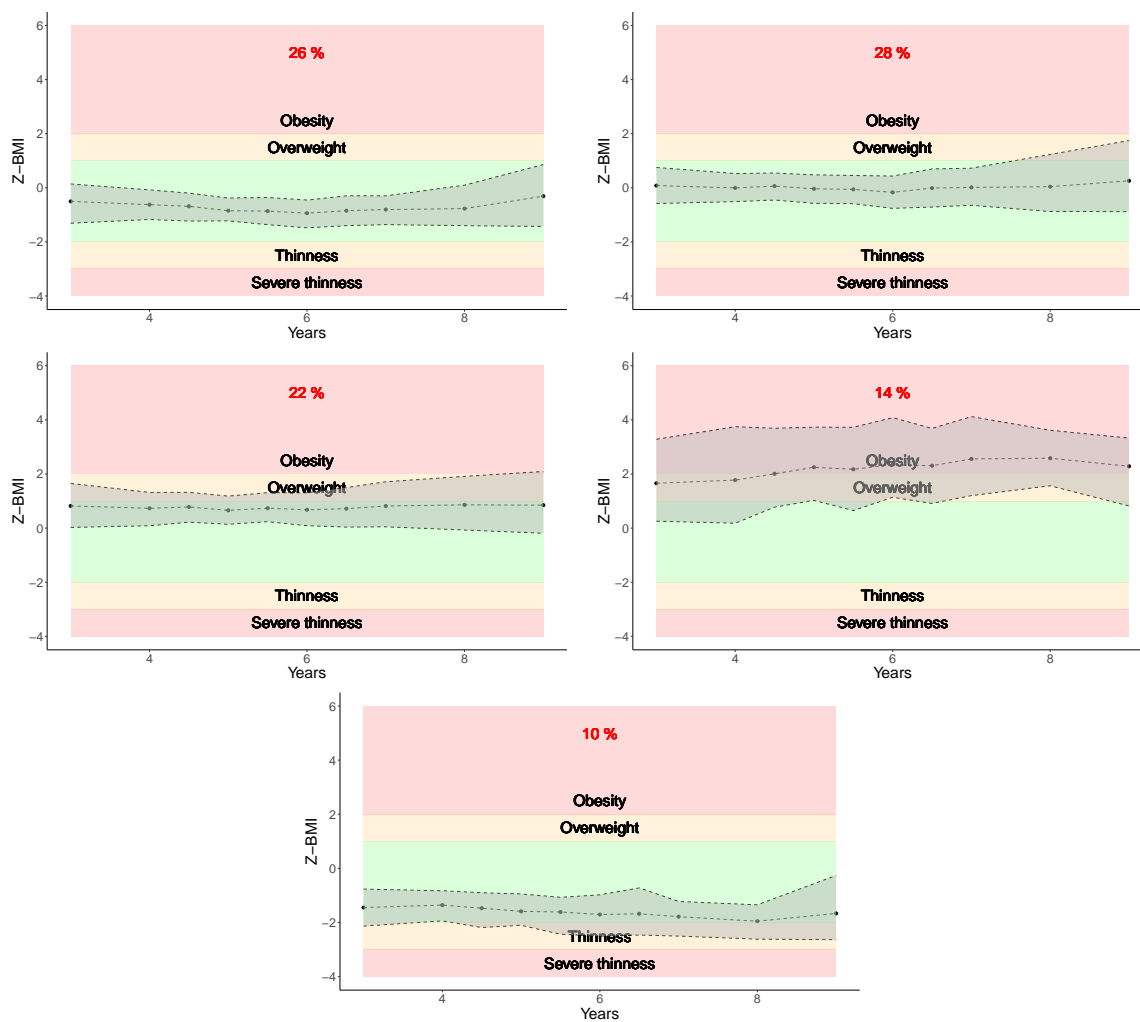 6
4
2
0
−2
−4
Z−BMI
26 %
Obesity
Overweight
Thinness
Severe thinness
4 6 8
Years
6
4
2
0
−2
−4
Z−BMI
28 %
Obesity
Overweight
Thinness
Severe thinness
4 6 8
Years
6
4
2
0
−2
−4
Z−BMI
22 %
Obesity
Overweight
Thinness
Severe thinness
4 6 8
Years
6
4
2
0
−2
−4
Z−BMI
14 %
Obesity
Overweight
Thinness
Severe thinness
4 6 8
Years
6
4
2
0
−2
−4
Z−BMI
10 %
Obesity
Overweight
Thinness
Severe thinness
4 6 8
Years